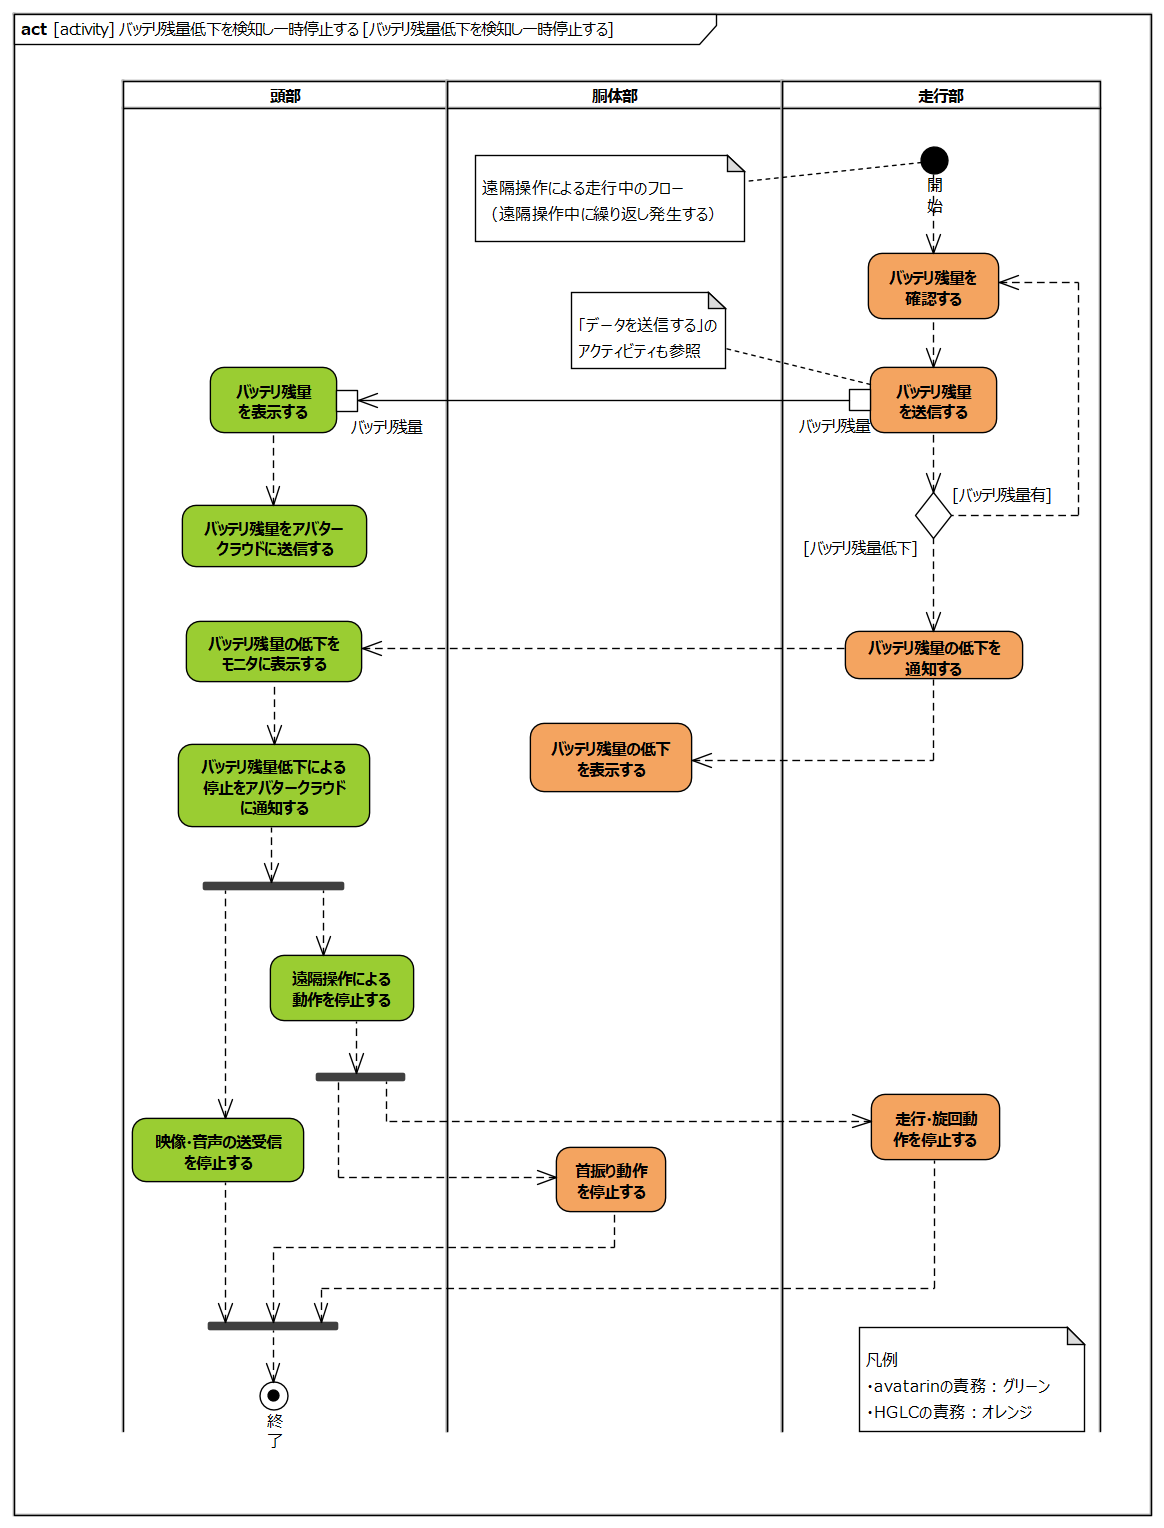 act [activity] バッテリ残量低下を検知し一時停止する [バッテリ残量低下を検知し一時停止する]
頭部
胴体部
走行部
開
始
遠隔操作による走行中のフロー
（遠隔操作中に繰り返し発生する）
バッテリ残量を
確認する
「データを送信する」の
アクティビティも参照
バッテリ残量
を表示する
バッテリ残量
バッテリ残量
バッテリ残量
を送信する
[バッテリ残量有]
バッテリ残量をアバター
クラウドに送信する
[バッテリ残量低下]
バッテリ残量の低下を
モニタに表示する
バッテリ残量の低下を
通知する
バッテリ残量の低下
を表示する
バッテリ残量低下による
停止をアバタークラウド
に通知する
遠隔操作による
動作を停止する
映像・音声の送受信
を停止する
首振り動作
を停止する
走行・旋回動
作を停止する
終
了
凡例
・avatarinの責務：グリーン
・HGLCの責務：オレンジ